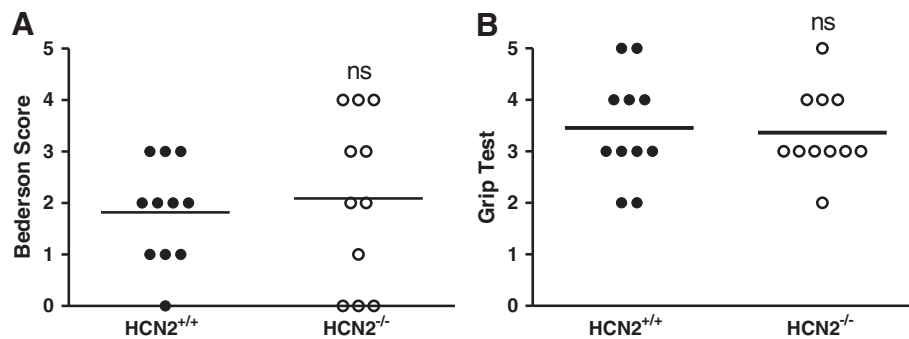 A
Bederson Score
5
4
3
2
1
0
ns
HCN2+/+
HCN2-/-
B
Grip Test
5
4
3
2
1
0
ns
HCN2+/+
HCN2-/-